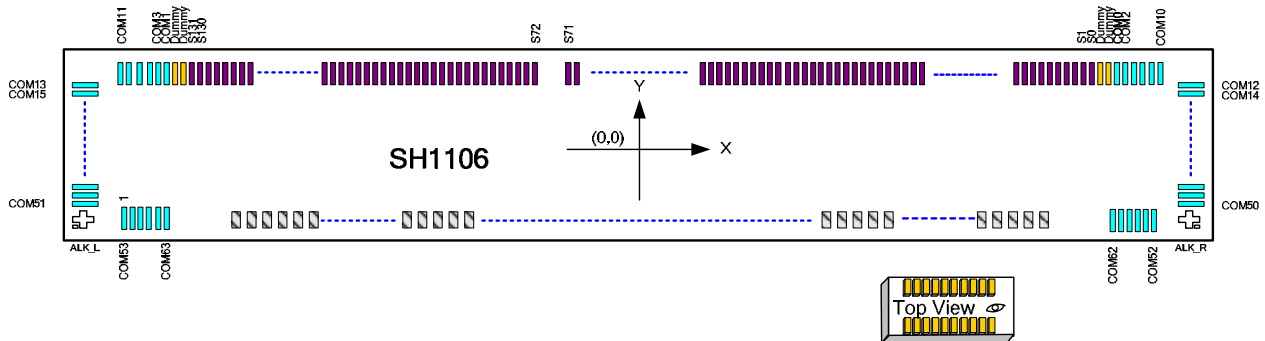 COM11
COM3
COM1
Dummy
Dummy
S131
S130
S72
S71
S1
S0
Dummy
Dummy
COM0
COM2
COM10
COM13
COM15
COM12
COM14
Y
(0,0)
X
SH1106
COM51
1
COM50
ALK_L
ALK_R
COM53
COM63
COM62
COM52
Top View